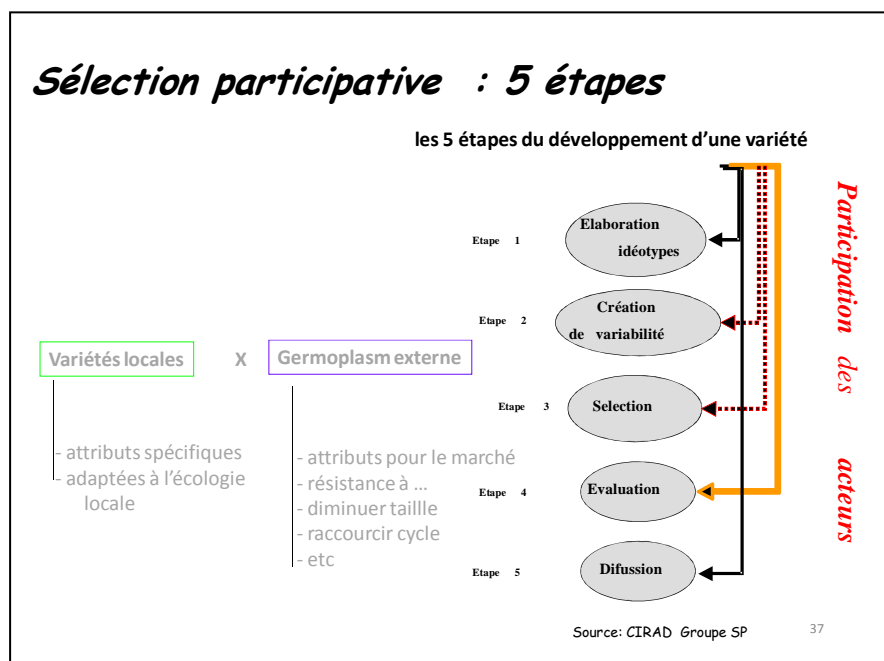 Sélection participative : 5 étapes
les 5 étapes du développement d’une variété
Etape 1
Elaboration
idéotypes
Etape 2
Création
de variabilité
Variétés locales X Germoplasm externe
Etape 3
Selection
- attributs spécifiques
- adaptées à l’écologie
locale
- attributs pour le marché
- résistance à ...
- diminuer taillle
- raccourcir cycle
- etc
Etape 4
Evaluation
Etape 5
Difussion
Participation des acteurs
Source: CIRAD Groupe SP
37